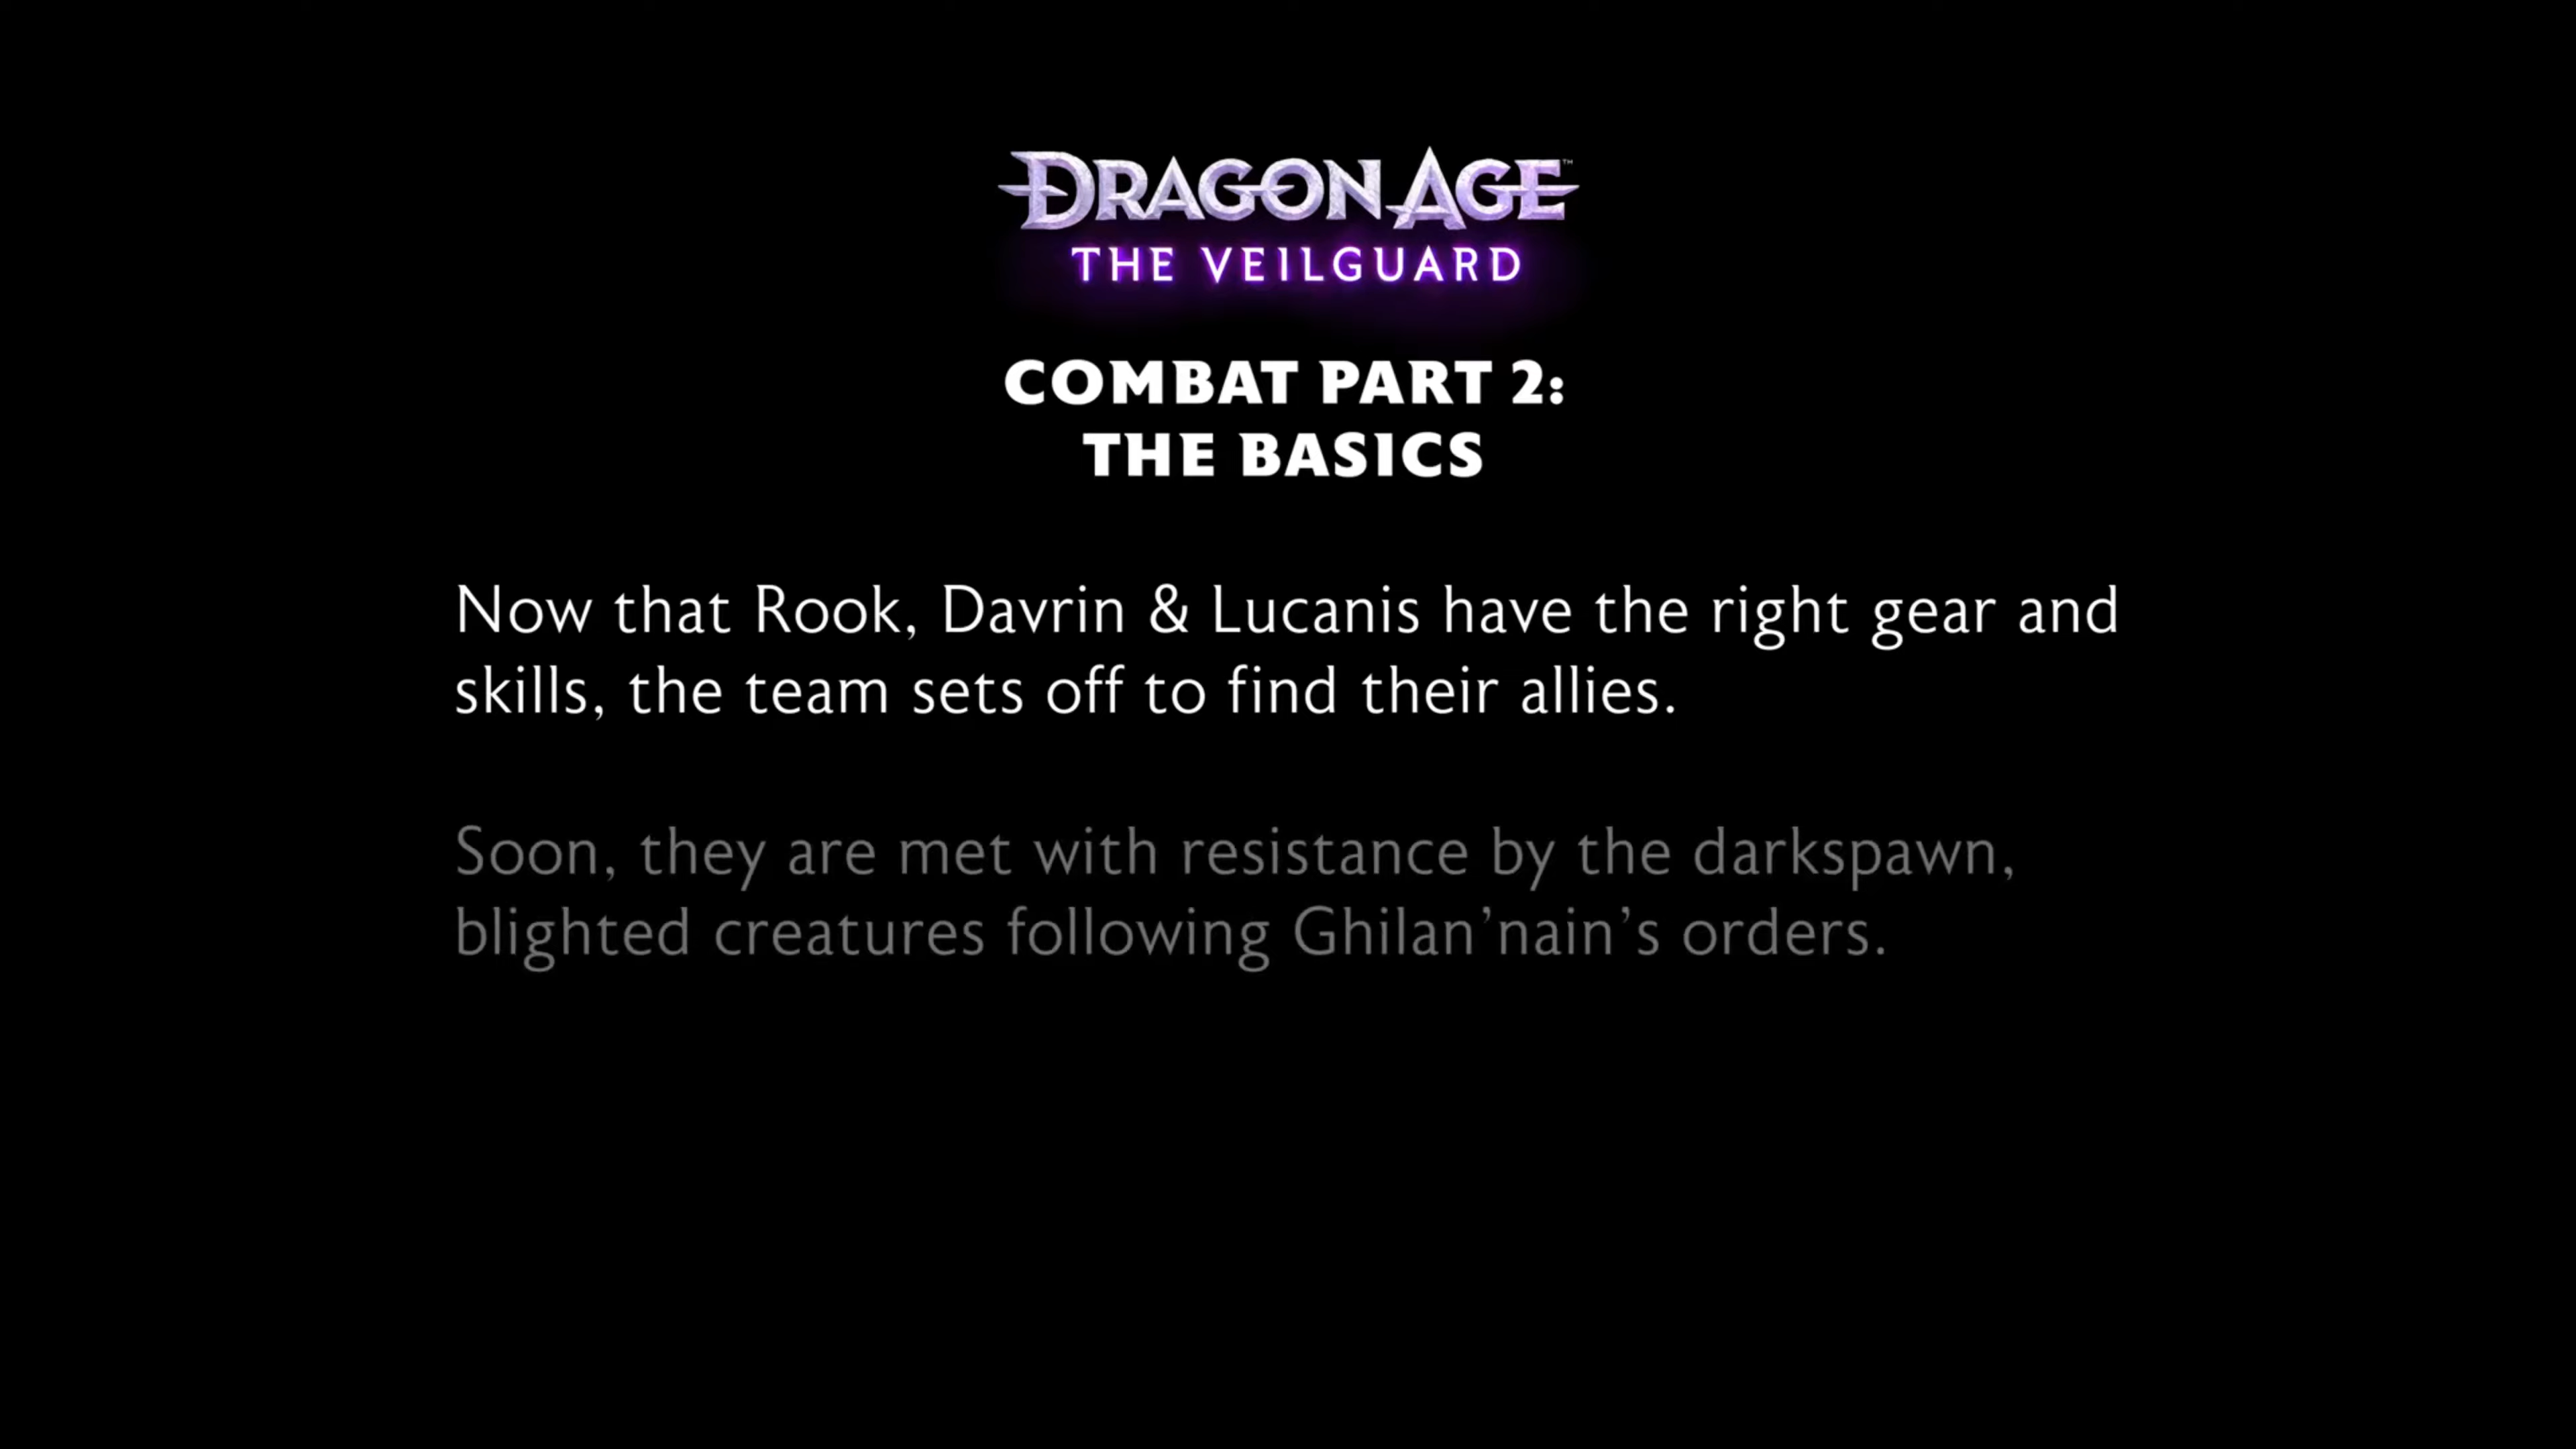 DRAGON AGE™
THE VEILGUARD
COMBAT PART 2:
THE BASICS
Now that Rook, Davrin & Lucanis have the right gear and
skills, the team sets off to find their allies.
Soon, they are met with resistance by the darkspawn,
blighted creatures following Ghilan’nain’s orders.